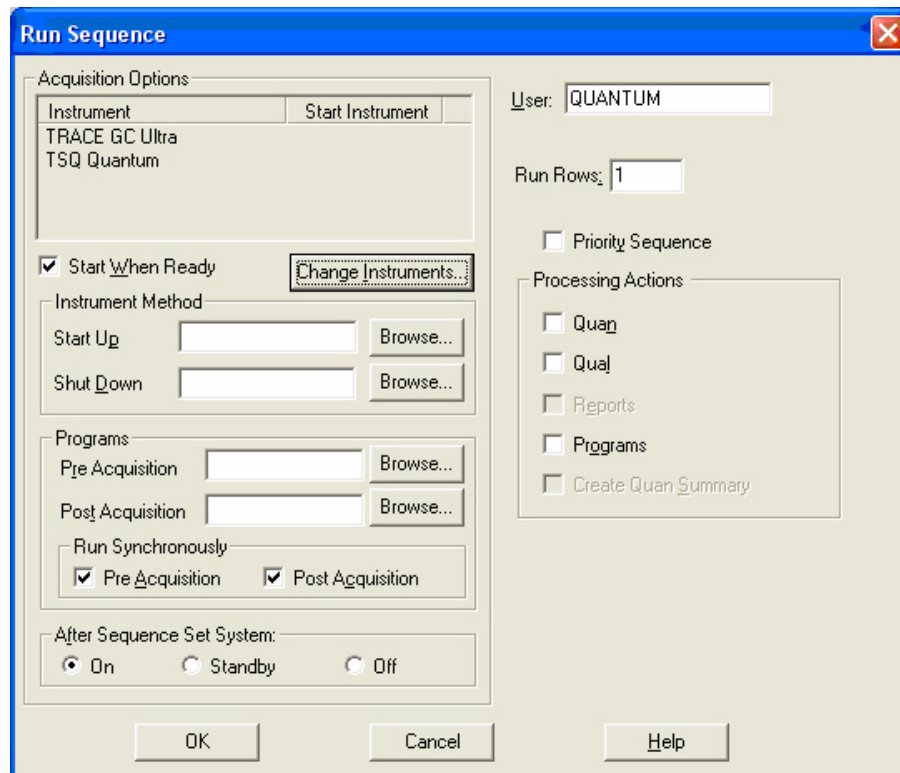 Run Sequence
Acquisition Options
Instrument Start Instrument
TRACE GC Ultra
TSQ Quantum
Start When Ready
Change Instruments...
Instrument Method
Start Up Browse...
Shut Down Browse...
Programs
Pre Acquisition Browse...
Post Acquisition Browse...
Run Synchronously
Pre Acquisition Post Acquisition
After Sequence Set System:
On Standby Off
User: QUANTUM
Run Rows: 1
Priority Sequence
Processing Actions
Quan
Qual
Reports
Programs
Create Quan Summary
OK Cancel Help